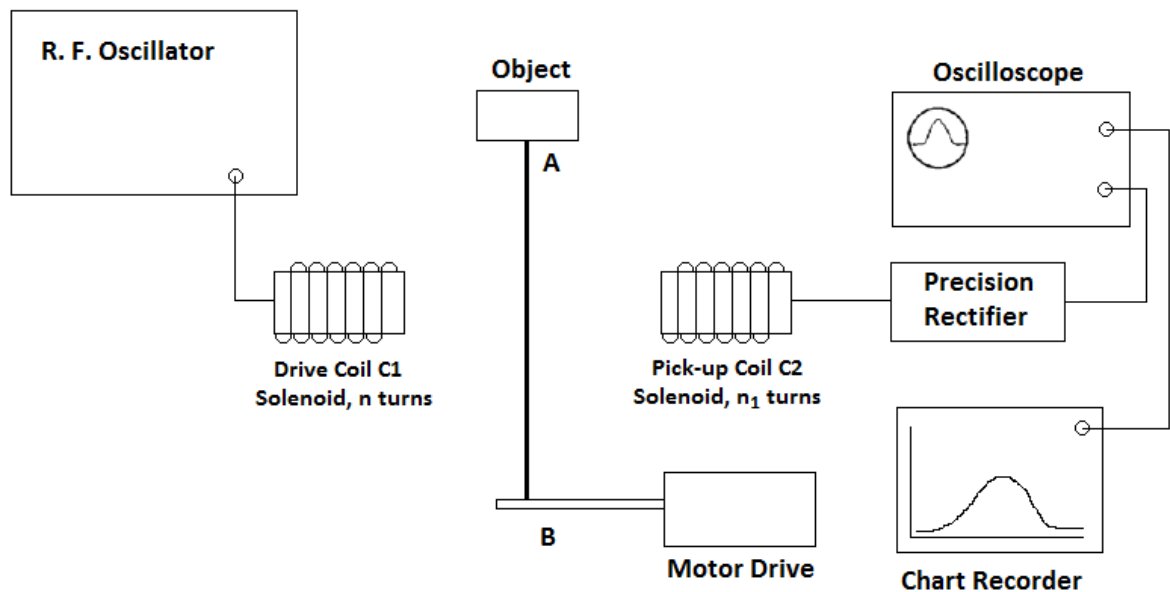 R. F. Oscillator
Object
Oscilloscope
A
Precision
Rectifier
Drive Coil C1
Solenoid, n turns
Pick-up Coil C2
Solenoid, n₁ turns
B
Motor Drive
Chart Recorder